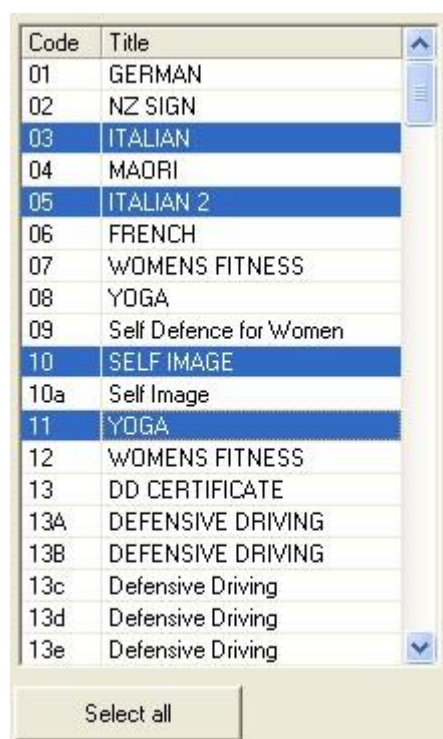 Code Title
01 GERMAN
02 NZ SIGN
03 ITALIAN
04 MAORI
05 ITALIAN 2
06 FRENCH
07 WOMENS FITNESS
08 YOGA
09 Self Defence for Women
10 SELF IMAGE
10a Self Image
11 YOGA
12 WOMENS FITNESS
13 DD CERTIFICATE
13A DEFENSIVE DRIVING
13B DEFENSIVE DRIVING
13c Defensive Driving
13d Defensive Driving
13e Defensive Driving
Select all